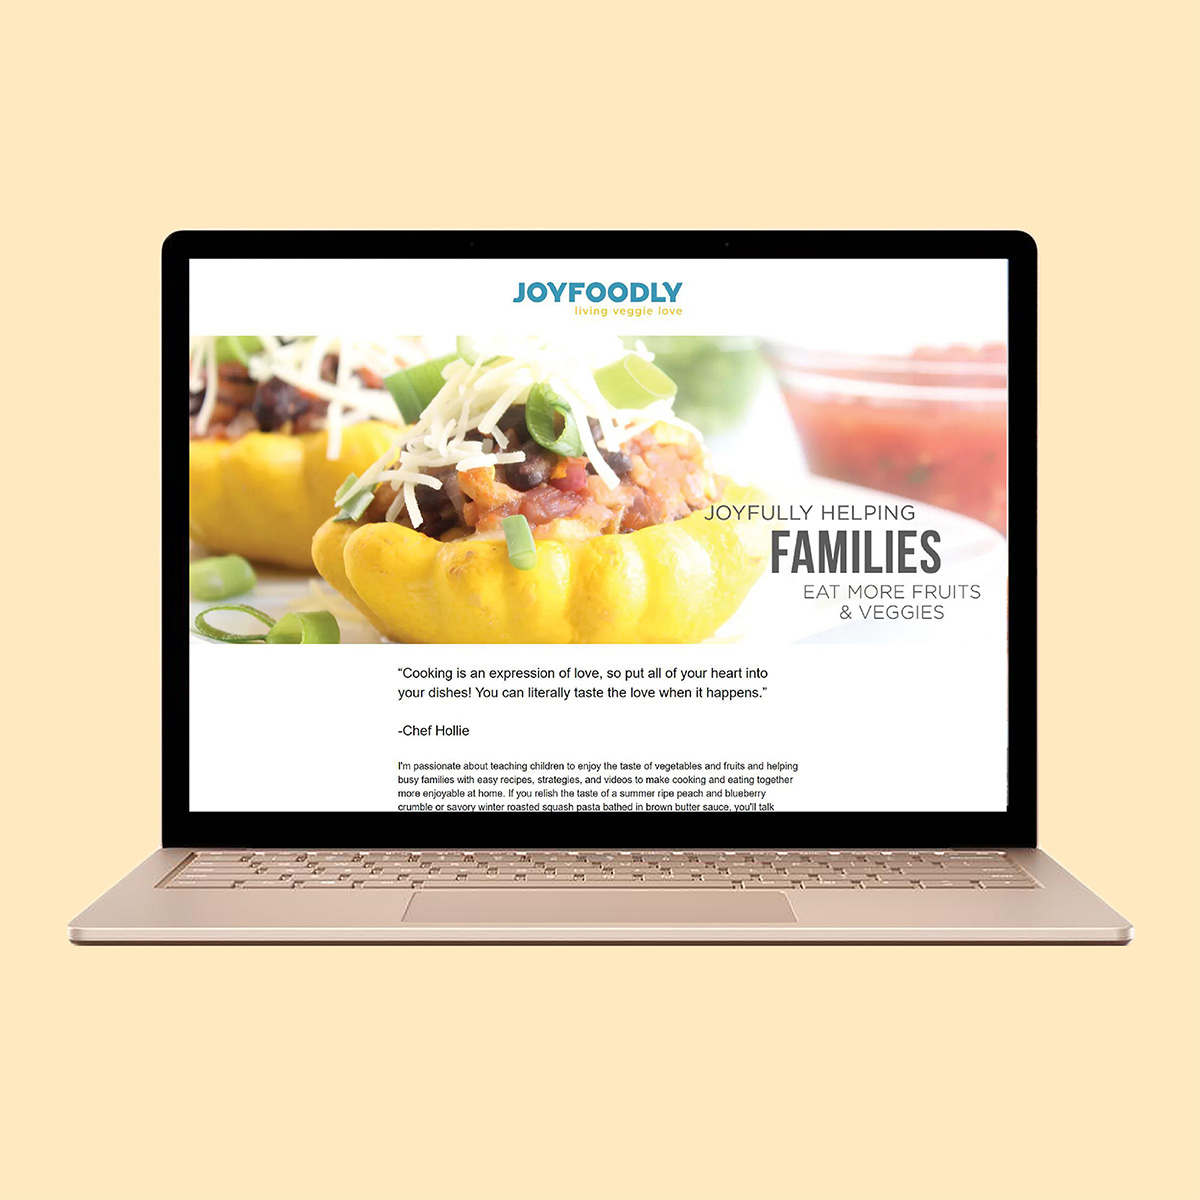 JOYFOODLY
living veggie love
JOYFULLY HELPING
FAMILIES
EAT MORE FRUITS
& VEGGIES
“Cooking is an expression of love, so put all of your heart into
your dishes! You can literally taste the love when it happens.”
-Chef Hollie
I'm passionate about teaching children to enjoy the taste of vegetables and fruits and helping
busy families with easy recipes, strategies, and videos to make cooking and eating together
more enjoyable at home. If you relish the taste of a summer ripe peach and blueberry
crumble or savory winter roasted squash pasta bathed in brown butter sauce, you'll talk